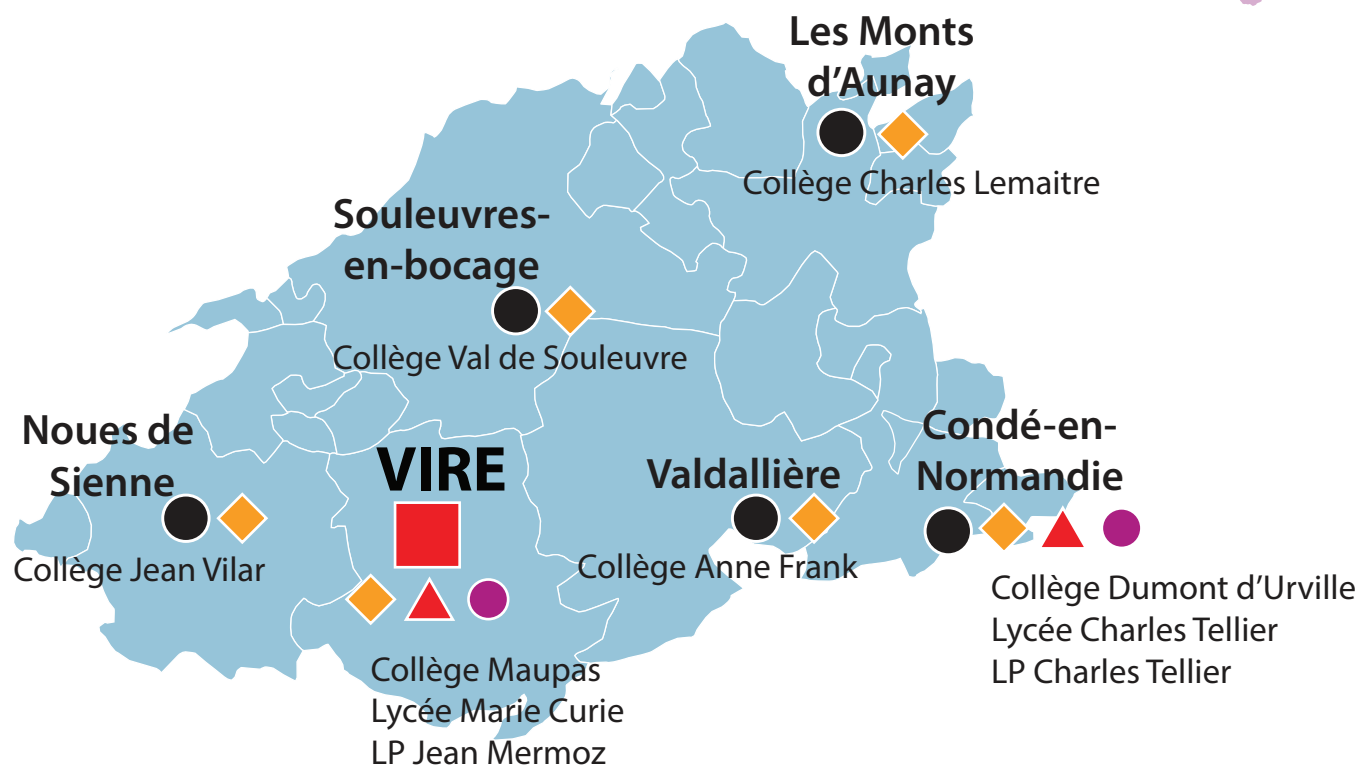 Les Monts
d'Aunay
Collège Charles Lemaitre
Souleuvres-
en-bocage
Collège Val de Souleuvre
Noues de
Sienne
Collège Jean Vilar
VIRE
Collège Maupas
Lycée Marie Curie
LP Jean Mermoz
Valdallière
Collège Anne Frank
Condé-en-
Normandie
Collège Dumont d'Urville
Lycée Charles Tellier
LP Charles Tellier